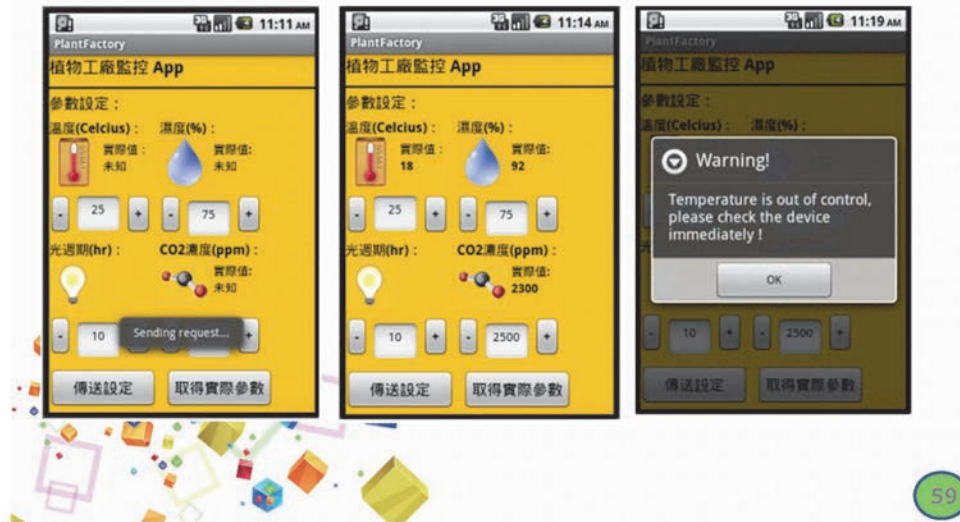 11:11 AM
PlantFactory
植物工廠監控 App
參數設定：
溫度(Celcius)： 濕度(%)：
實際值： 實際值:
未知 未知
- 25 + - 75 +
光週期(hr)： CO2濃度(ppm)：
實際值:
未知
- 10 Sending request... +
傳送設定 取得實際參數
11:14 AM
PlantFactory
植物工廠監控 App
參數設定：
溫度(Celcius)： 濕度(%)：
實際值： 實際值:
18 92
- 25 + - 75 +
光週期(hr)： CO2濃度(ppm)：
實際值:
2300
- 10 + - 2500 +
傳送設定 取得實際參數
11:19 AM
PlantFactory
植物工廠監控 App
參數設定：
溫度(Celcius)： 濕度(%)：
Warning!
Temperature is out of control,
please check the device
immediately !
OK
- 10 + - 2500 +
傳送設定 取得實際參數
59